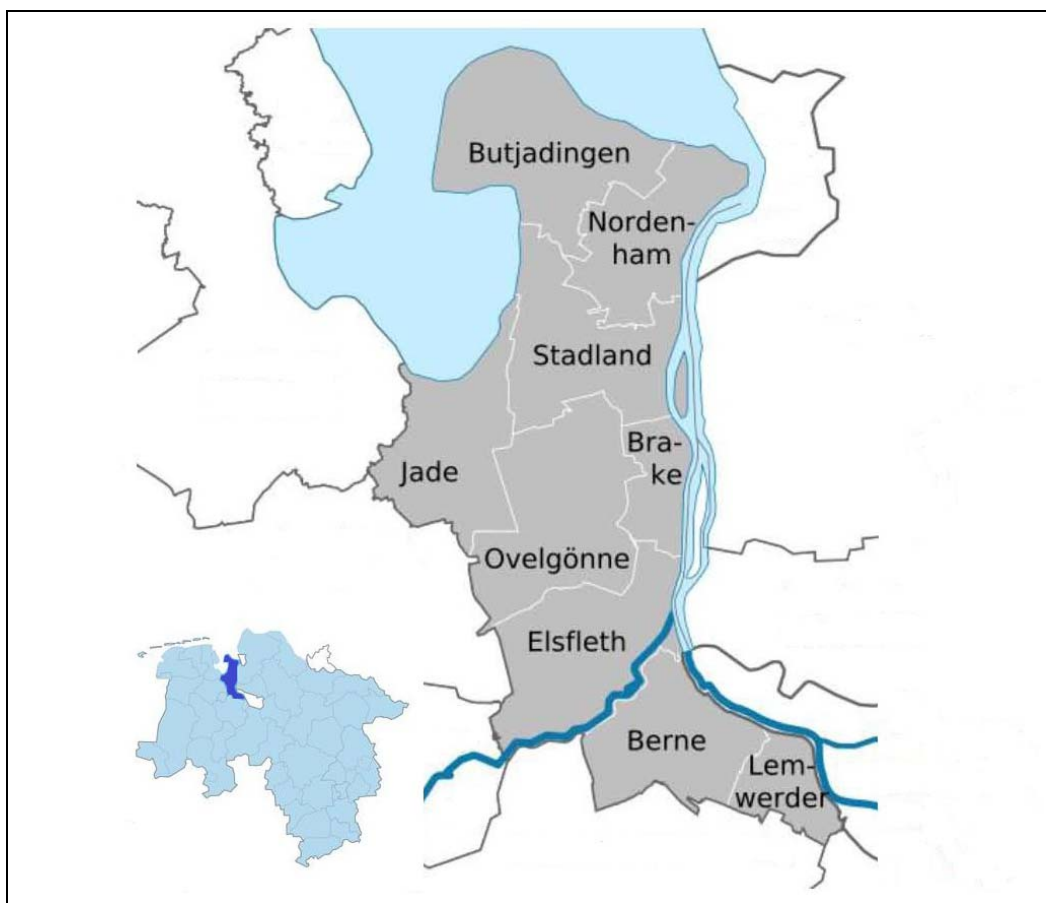 Butjadingen
Norden-
ham
Stadland
Bra-
ke
Jade
Ovelgönne
Elsfleth
Berne
Lem-
werder